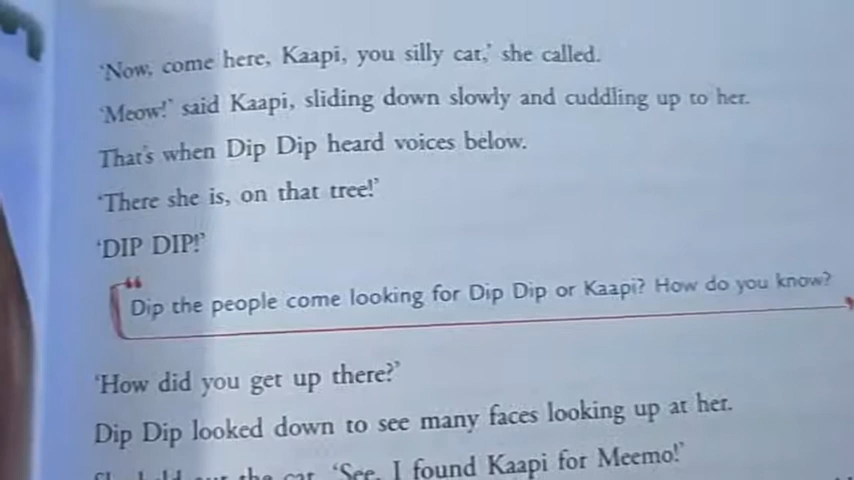 ‘Now, come here, Kaapi, you silly cat,’ she called.
‘Meow!’ said Kaapi, sliding down slowly and cuddling up to her.
That’s when Dip Dip heard voices below.
‘There she is, on that tree!’
‘DIP DIP!’
Dip the people come looking for Dip Dip or Kaapi? How do you know?
‘How did you get up there?’
Dip Dip looked down to see many faces looking up at her.
the cat. ‘See, I found Kaapi for Meemo!’